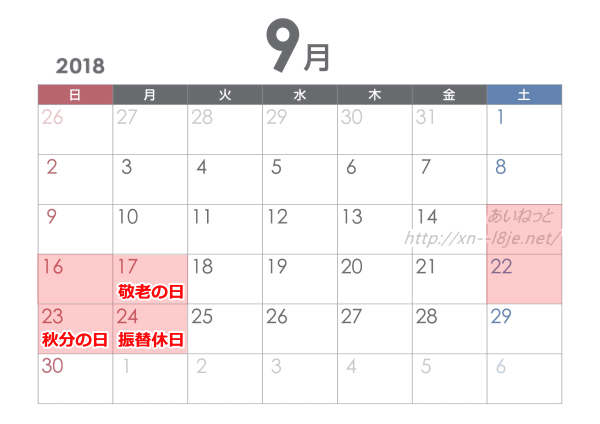 9月
2018
日 月 火 水 木 金 土
26 27 28 29 30 31 1
2 3 4 5 6 7 8
9 10 11 12 13 14 あいねっと
http://xn--l8je.net/
16 17 18 19 20 21 22
敬老の日
23 24 25 26 27 28 29
秋分の日 振替休日
30 1 2 3 4 5 6